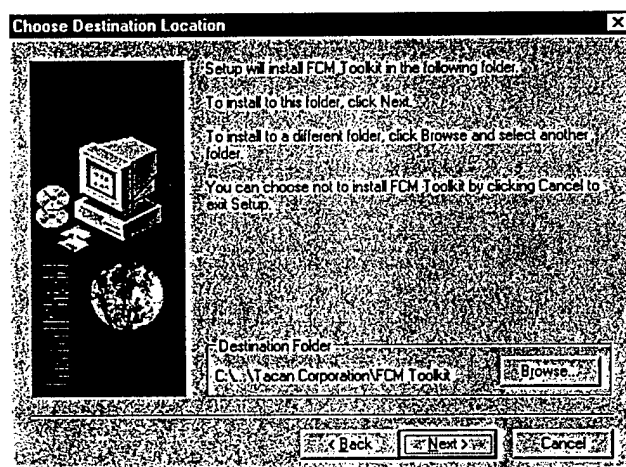 Choose Destination Location
Setup will install FCM Toolkit in the following folder.
To install to this folder, click Next.
To install to a different folder, click Browse and select another
folder.
You can choose not to install FCM Toolkit by clicking Cancel to
exit Setup.
Destination Folder
C:\...\Tacan Corporation\FCM Toolkit
Browse...
< Back
Next >
Cancel